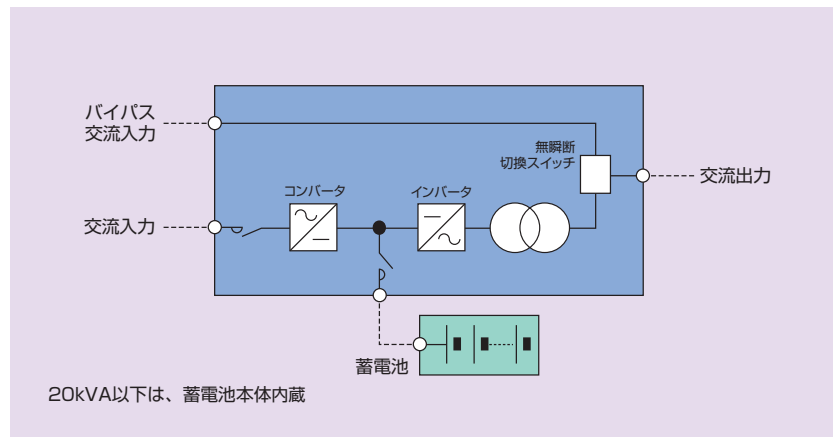 バイパス
交流入力
無瞬断
切換スイッチ
交流出力
コンバータ
インバータ
交流入力
蓄電池
20kVA以下は、蓄電池本体内蔵